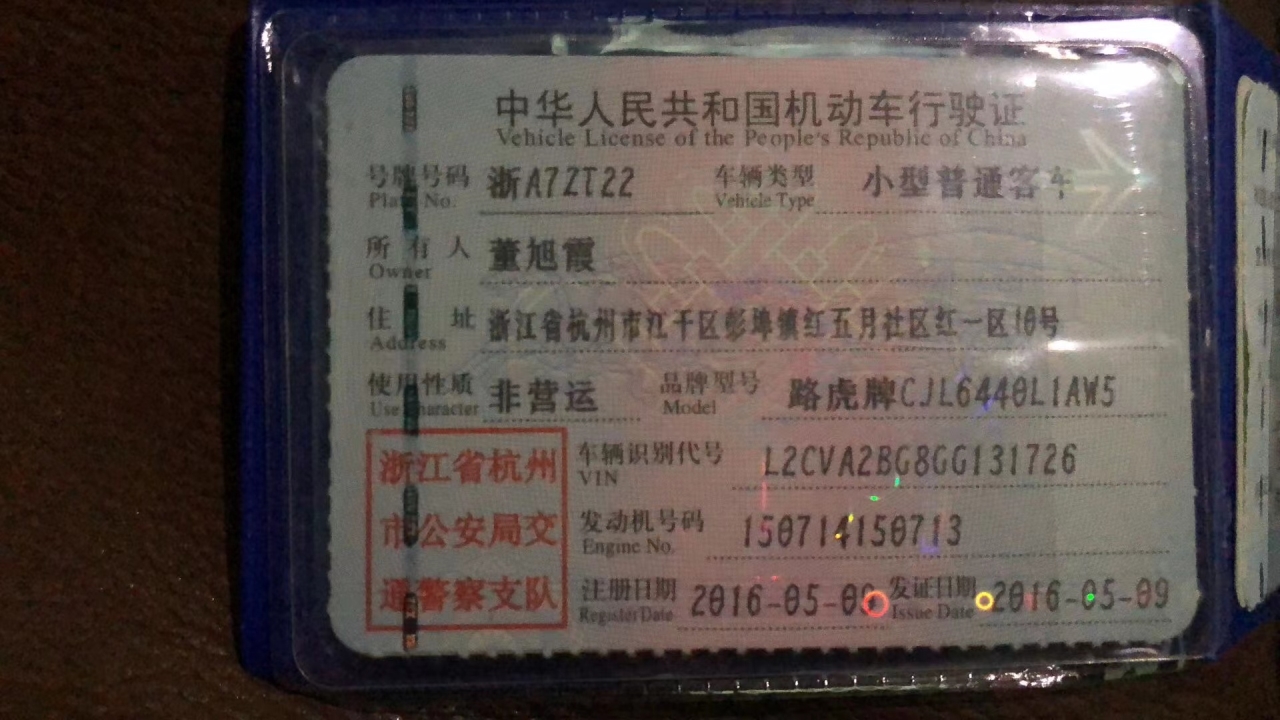 中华人民共和国机动车行驶证
Vehicle License of the People's Republic of China
号牌号码 浙A7ZT22 车辆类型 小型普通客车
Plate No. Vehicle Type
所有人 董旭霞
Owner
住址 浙江省杭州市江干区彭埠镇红五月社区红一区10号
Address
使用性质 非营运 品牌型号 路虎牌CJL6440L1AW5
Use Character Model
浙江省杭州 车辆识别代号 L2CVA2BG8GG131726
VIN
市公安局交 发动机号码 150714150713
Engine No.
通警察支队 注册日期 2016-05-09 发证日期 2016-05-09
Register Date Issue Date